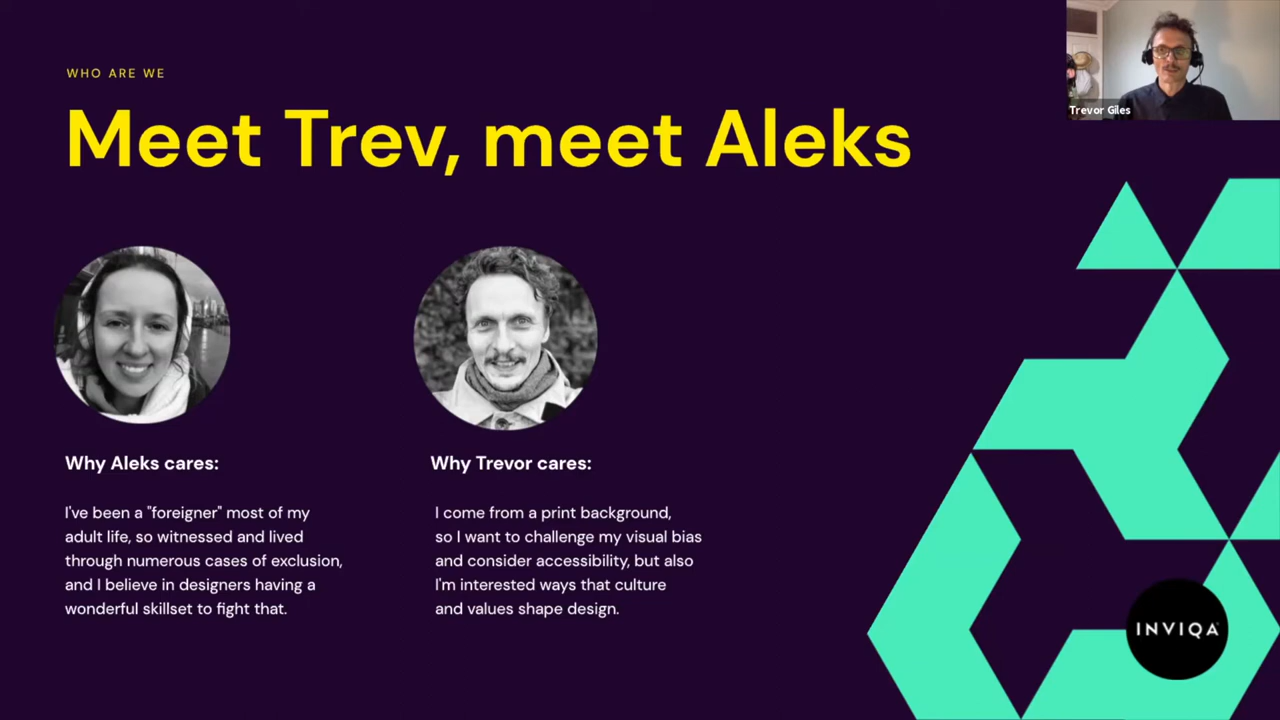 WHO ARE WE
Meet Trev, meet Aleks
Trevor Giles
Why Aleks cares:
I've been a "foreigner" most of my
adult life, so witnessed and lived
through numerous cases of exclusion,
and I believe in designers having a
wonderful skillset to fight that.
Why Trevor cares:
I come from a print background,
so I want to challenge my visual bias
and consider accessibility, but also
I'm interested ways that culture
and values shape design.
INVIQA